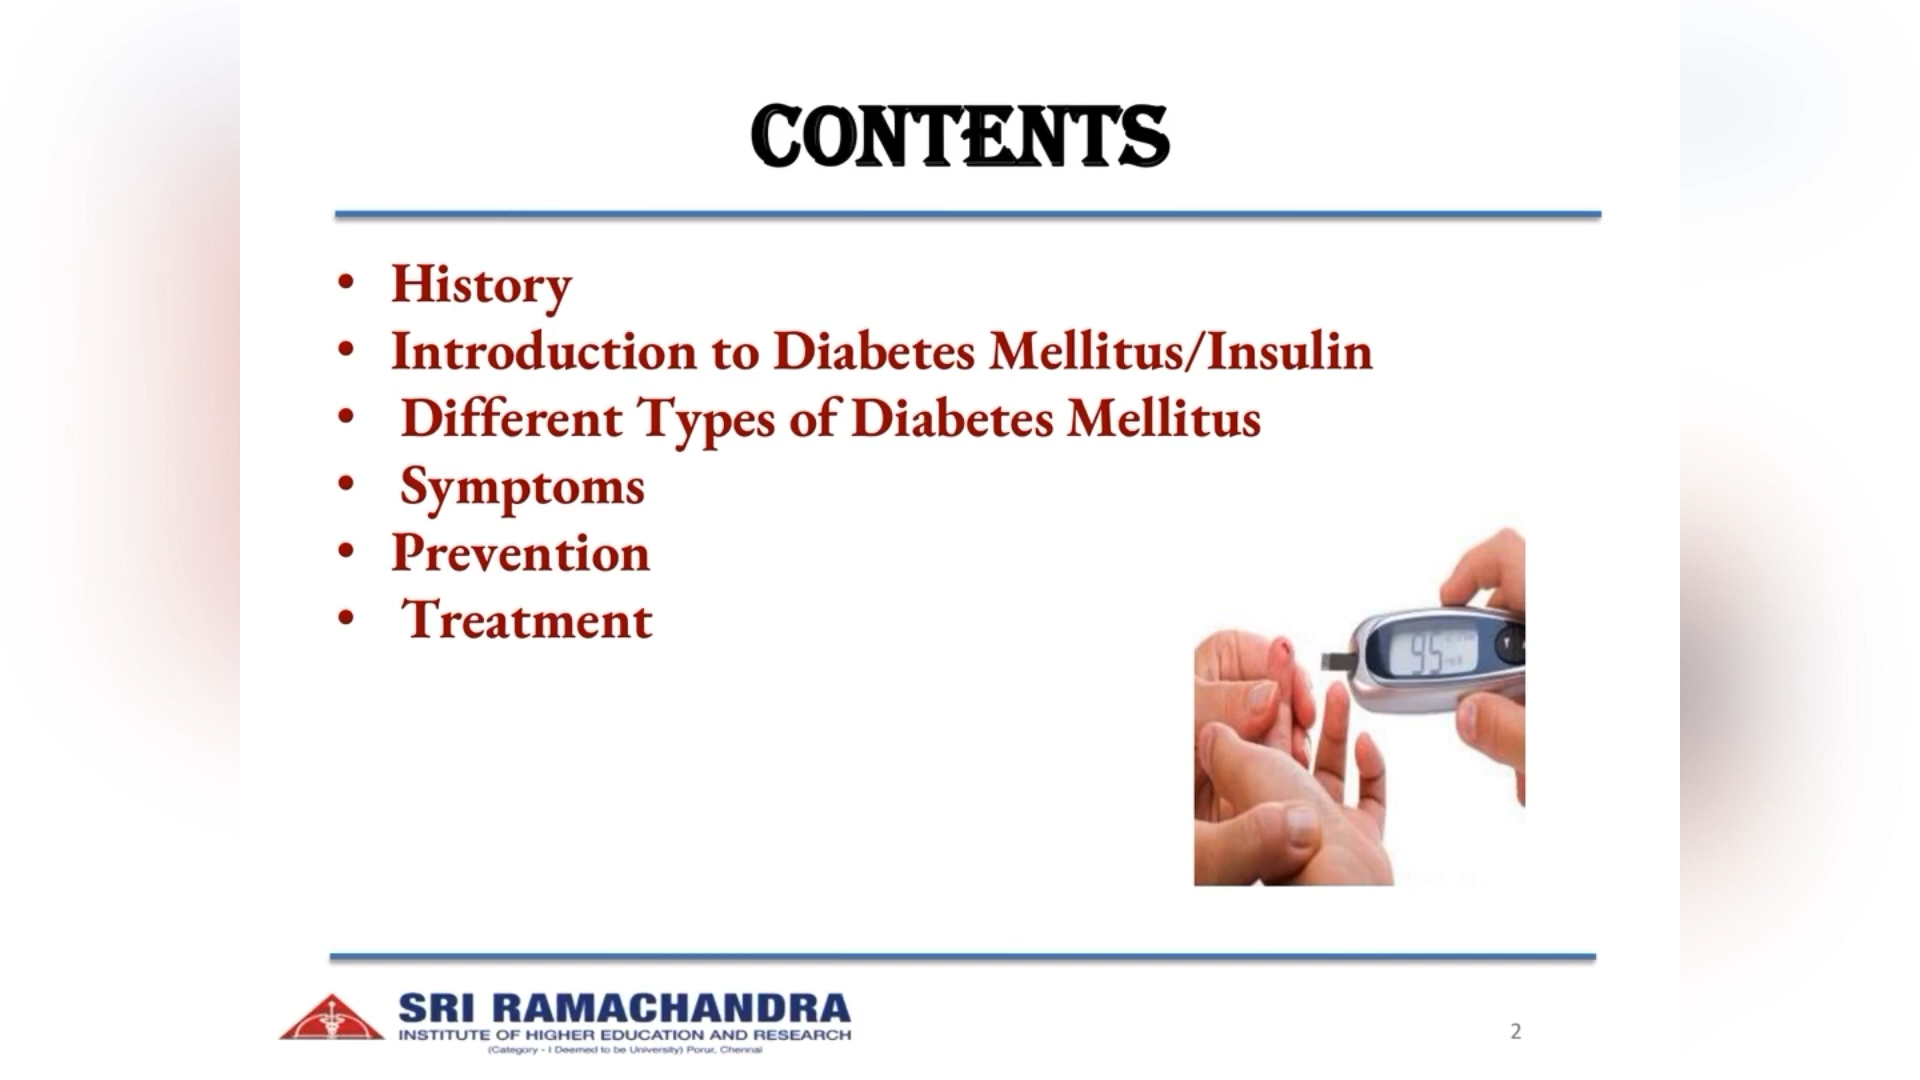 CONTENTS
• History
• Introduction to Diabetes Mellitus/Insulin
• Different Types of Diabetes Mellitus
• Symptoms
• Prevention
• Treatment
95
SRI RAMACHANDRA
INSTITUTE OF HIGHER EDUCATION AND RESEARCH
(Category - I Deemed to be University) Porur, Chennai
2